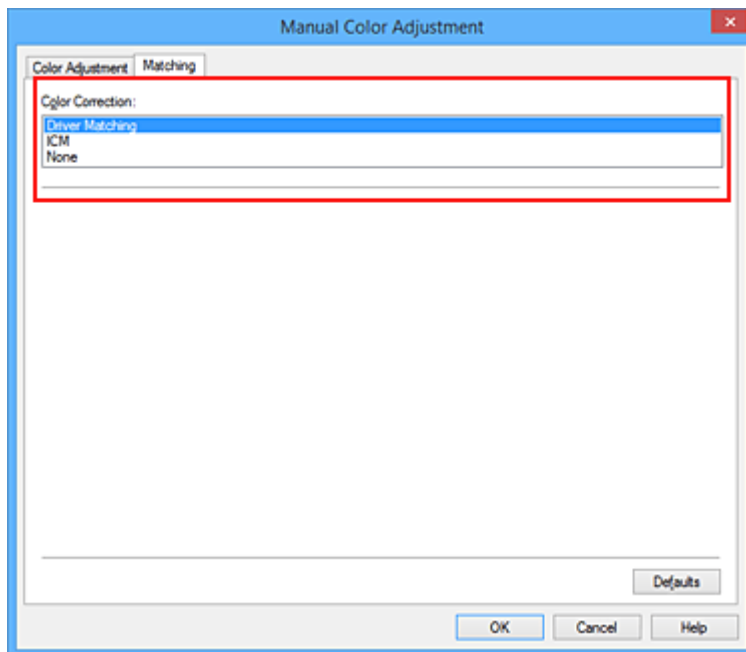 Manual Color Adjustment
Color Adjustment Matching
Color Correction:
Driver Matching
ICM
None
Defaults
OK Cancel Help